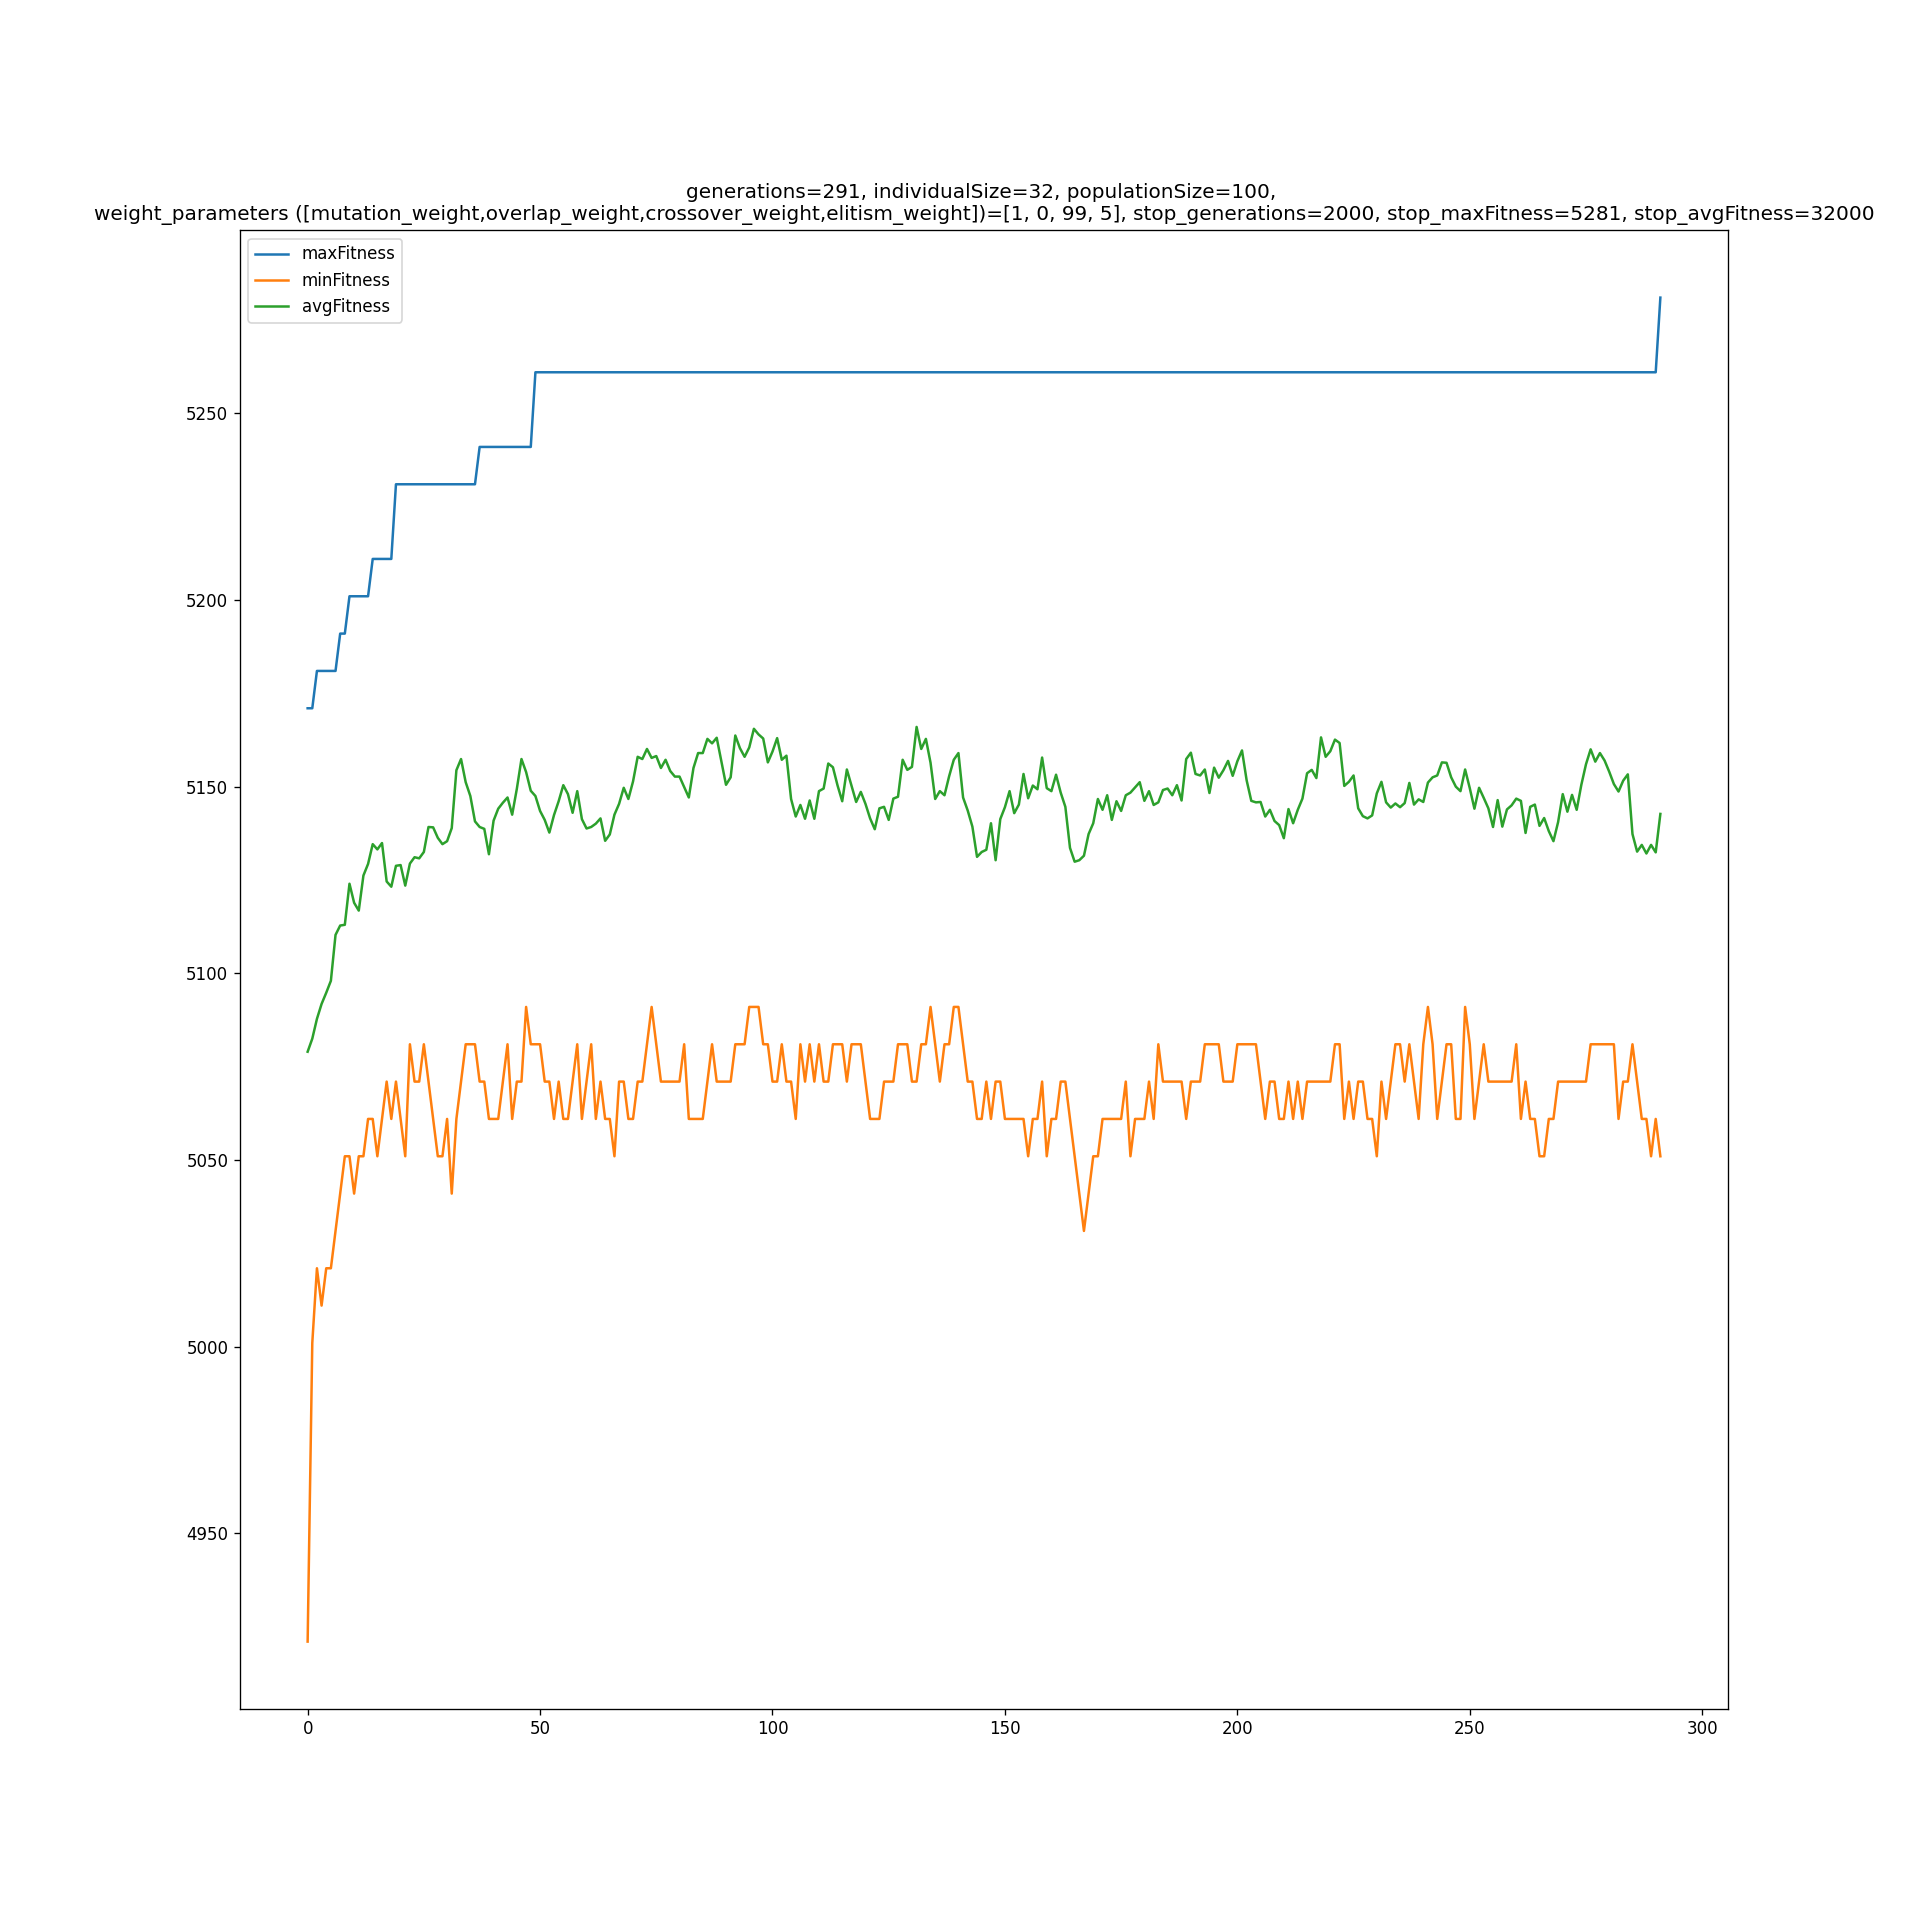 generations=291, individualSize=32, populationSize=100,
weight_parameters ([mutation_weight,overlap_weight,crossover_weight,elitism_weight])=[1, 0, 99, 5], stop_generations=2000, stop_maxFitness=5281, stop_avgFitness=32000
maxFitness
minFitness
avgFitness
5250
5200
5150
5100
5050
5000
4950
0 50 100 150 200 250 300